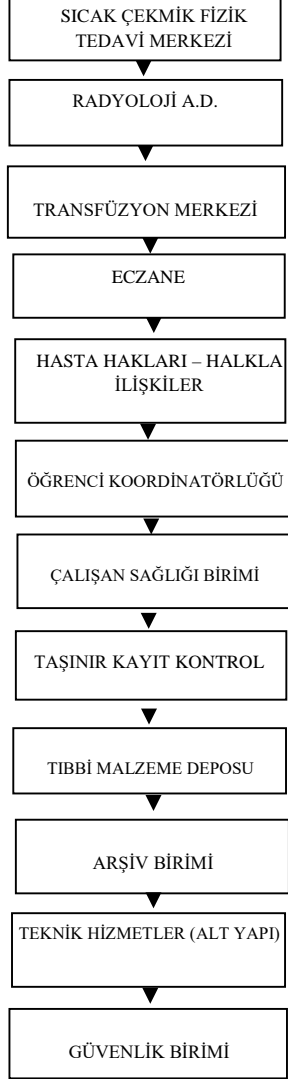 SICAK ÇEKMİK FİZİK
TEDAVİ MERKEZİ
RADYOLOJİ A.D.
TRANSFÜZYON MERKEZİ
ECZANE
HASTA HAKLARI – HALKLA
İLİŞKİLER
ÖĞRENCİ KOORDİNATÖRLÜĞÜ
ÇALIŞAN SAĞLIĞI BİRİMİ
TAŞINIR KAYIT KONTROL
TIBBİ MALZEME DEPOSU
ARŞİV BİRİMİ
TEKNİK HİZMETLER (ALT YAPI)
GÜVENLİK BİRİMİ